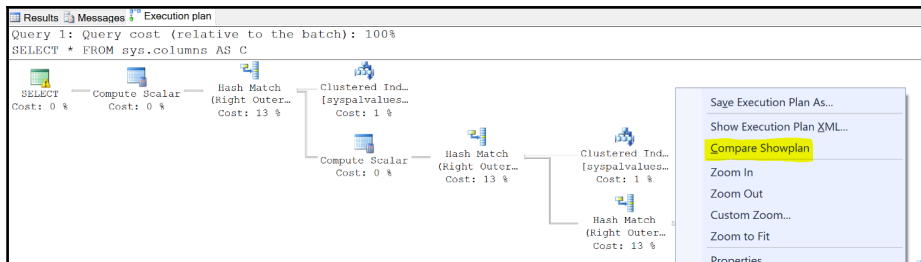 Results Messages Execution plan
Query 1: Query cost (relative to the batch): 100%
SELECT * FROM sys.columns AS C
SELECT
Cost: 0 %
Compute Scalar
Cost: 0 %
Hash Match
(Right Outer…
Cost: 13 %
Clustered Ind…
[syspalvalues…
Cost: 1 %
Compute Scalar
Cost: 0 %
Hash Match
(Right Outer…
Cost: 13 %
Clustered Ind…
[syspalvalues…
Cost: 1 %
Hash Match
(Right Outer…
Cost: 13 %
Save Execution Plan As...
Show Execution Plan XML...
Compare Showplan
Zoom In
Zoom Out
Custom Zoom...
Zoom to Fit
Properties